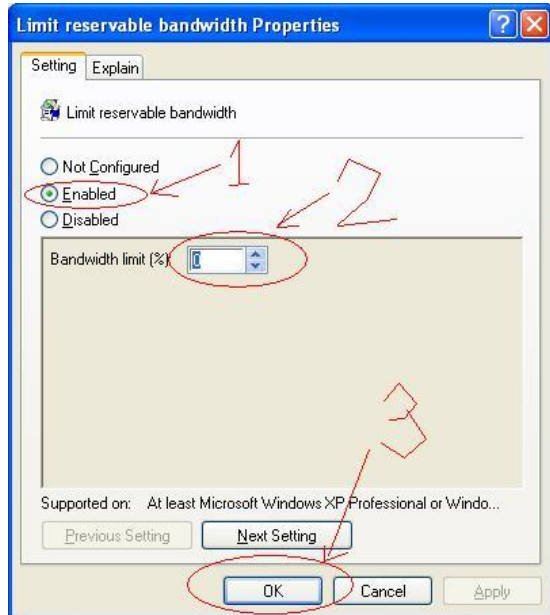 Limit reservable bandwidth Properties
Setting Explain
Limit reservable bandwidth
Not Configured
1
Enabled
2
Disabled
Bandwidth limit (%) 0
3
Supported on: At least Microsoft Windows XP Professional or Windo...
Previous Setting Next Setting
OK Cancel Apply